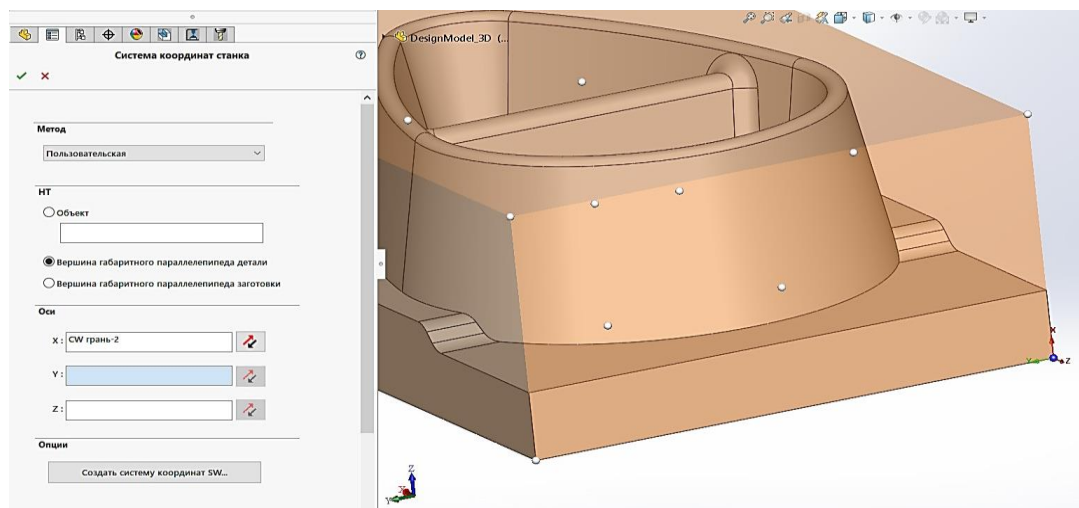 Система координат станка
Метод
Пользовательская
НТ
Объект
Вершина габаритного параллелепипеда детали
Вершина габаритного параллелепипеда заготовки
Оси
X : CW грань-2
Y :
Z :
Опции
Создать систему координат SW...
DesignModel_3D (...
X
Y
Z
Z
X
Y